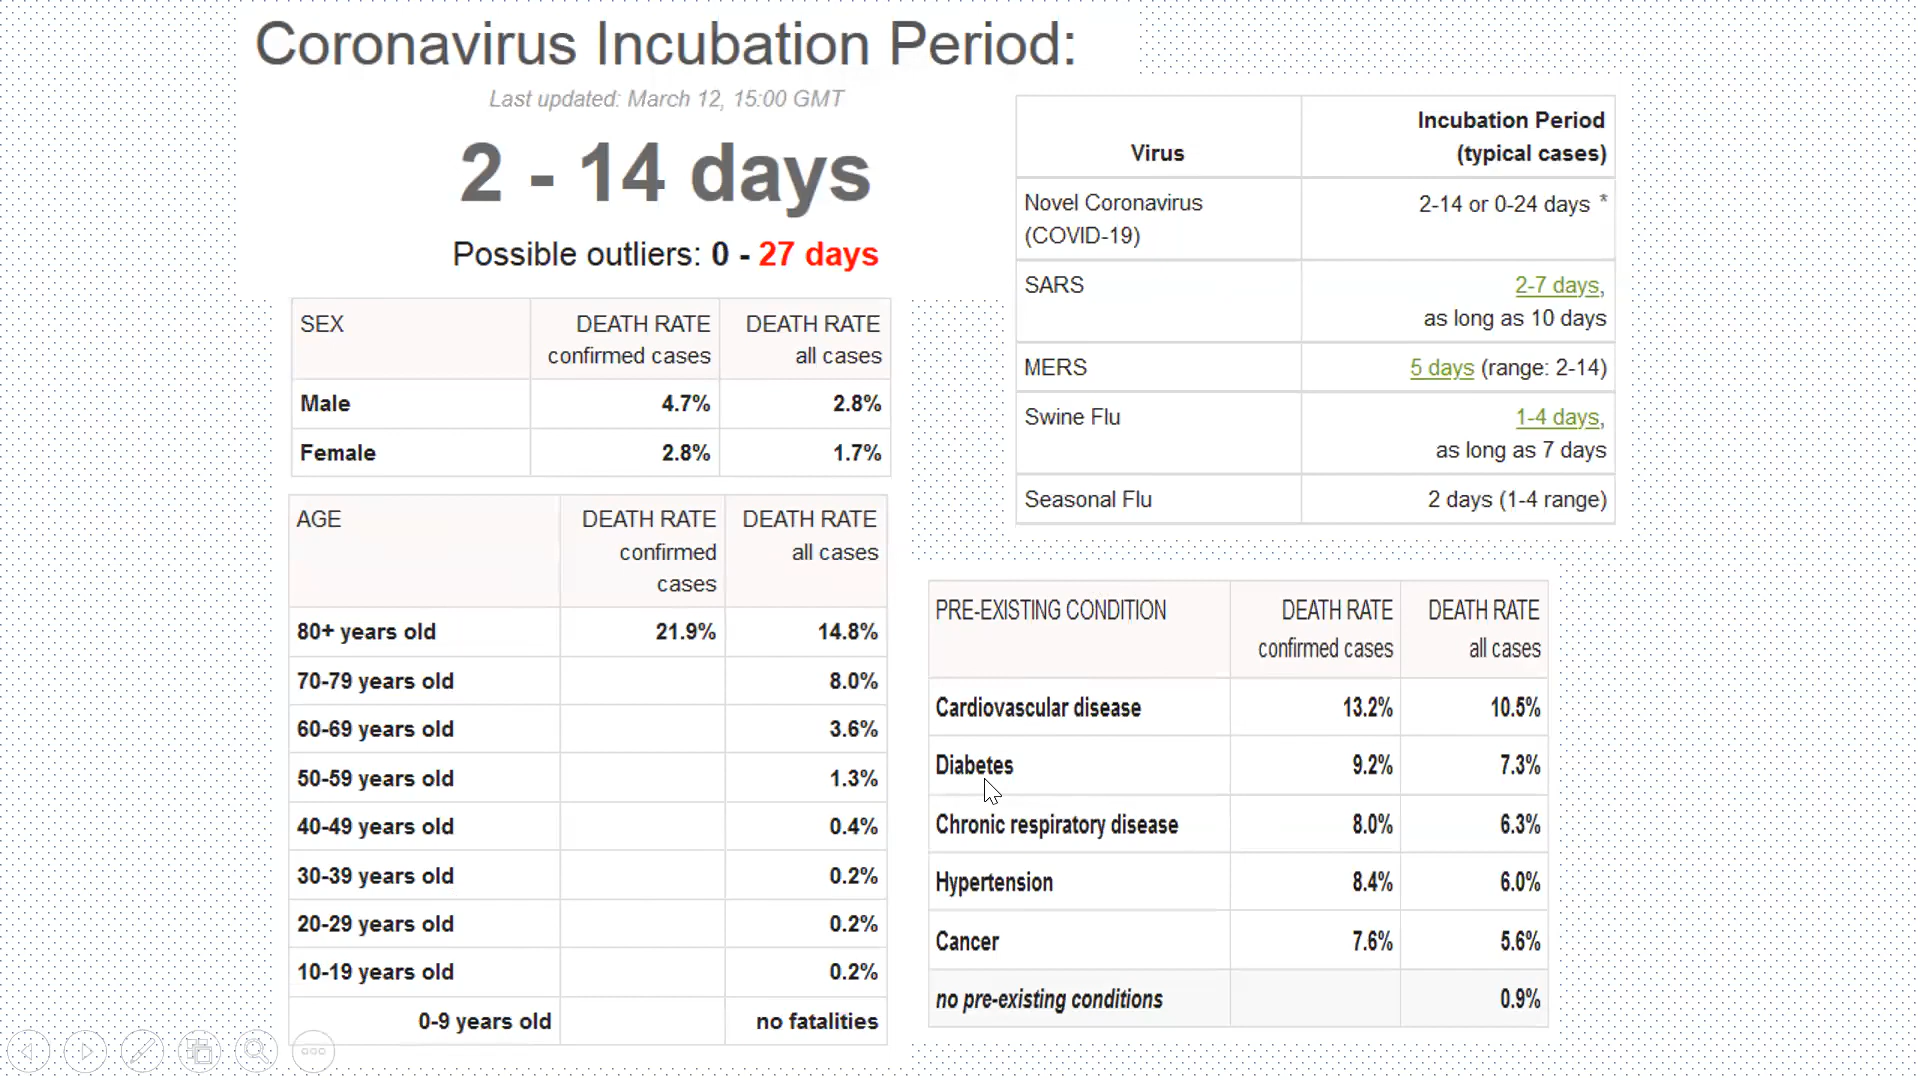 Coronavirus Incubation Period:
Last updated: March 12, 15:00 GMT
2 - 14 days
Possible outliers: 0 - 27 days
SEX DEATH RATE DEATH RATE
confirmed cases all cases
Male 4.7% 2.8%
Female 2.8% 1.7%
AGE DEATH RATE DEATH RATE
confirmed all cases
cases
80+ years old 21.9% 14.8%
70-79 years old 8.0%
60-69 years old 3.6%
50-59 years old 1.3%
40-49 years old 0.4%
30-39 years old 0.2%
20-29 years old 0.2%
10-19 years old 0.2%
0-9 years old no fatalities
Incubation Period
Virus (typical cases)
Novel Coronavirus 2-14 or 0-24 days *
(COVID-19)
SARS 2-7 days,
as long as 10 days
MERS 5 days (range: 2-14)
Swine Flu 1-4 days,
as long as 7 days
Seasonal Flu 2 days (1-4 range)
PRE-EXISTING CONDITION DEATH RATE DEATH RATE
confirmed cases all cases
Cardiovascular disease 13.2% 10.5%
Diabetes 9.2% 7.3%
Chronic respiratory disease 8.0% 6.3%
Hypertension 8.4% 6.0%
Cancer 7.6% 5.6%
no pre-existing conditions 0.9%